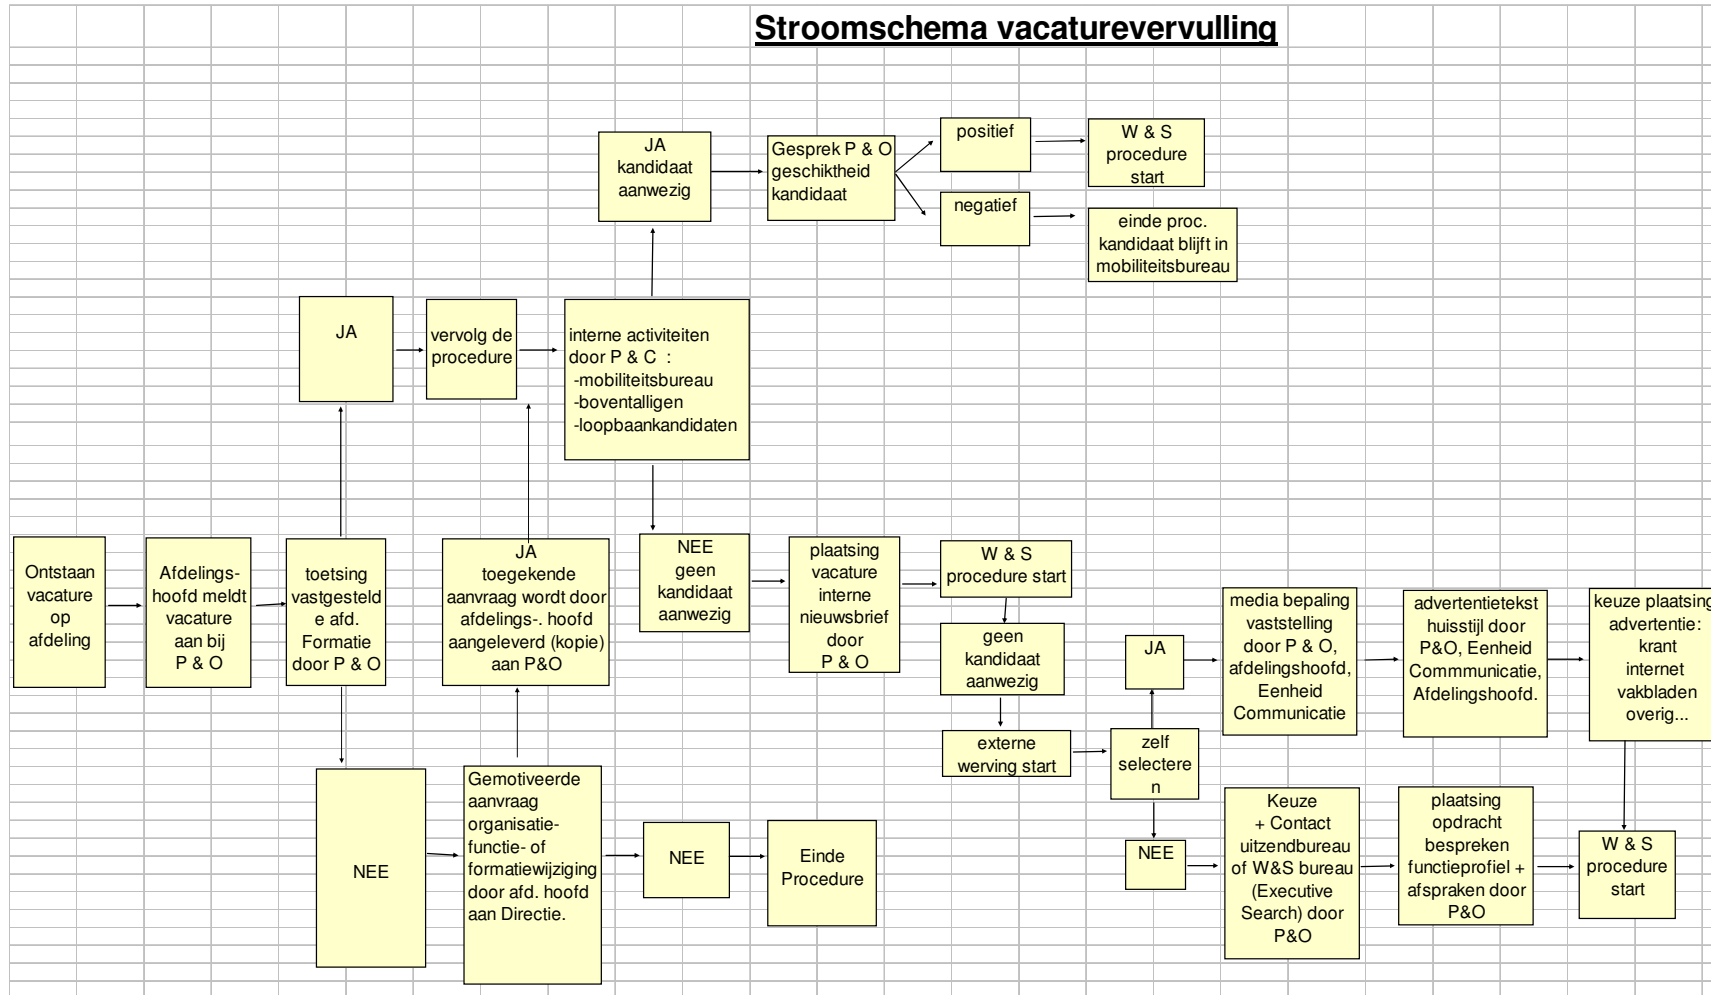 Stroomschema vacaturevervulling
JA
kandidaat
aanwezig
Gesprek P & O
geschiktheid
kandidaat
positief
W & S
procedure
start
negatief
einde proc.
kandidaat blijft in
mobiliteitsbureau
JA
vervolg de
procedure
interne activiteiten
door P & C :
-mobiliteitsbureau
-boventalligen
-loopbaankandidaten
Ontstaan
vacature
op
afdeling
Afdelings-
hoofd meldt
vacature
aan bij
P & O
toetsing
vastgesteld
e afd.
Formatie
door P & O
JA
toegekende
aanvraag wordt door
afdelings-. hoofd
aangeleverd (kopie)
aan P&O
NEE
geen
kandidaat
aanwezig
plaatsing
vacature
interne
nieuwsbrief
door
P & O
W & S
procedure start
geen
kandidaat
aanwezig
externe
werving start
zelf
selectere
n
JA
media bepaling
vaststelling
door P & O,
afdelingshoofd,
Eenheid
Communicatie
advertentietekst
huisstijl door
P&O, Eenheid
Commmunicatie,
Afdelingshoofd.
keuze plaatsing
advertentie:
krant
internet
vakbladen
overig...
NEE
Gemotiveerde
aanvraag
organisatie-
functie- of
formatiewijziging
door afd. hoofd
aan Directie.
NEE
Einde
Procedure
NEE
Keuze
+ Contact
uitzendbureau
of W&S bureau
(Executive
Search) door
P&O
plaatsing
opdracht
bespreken
functieprofiel +
afspraken door
P&O
W & S
procedure
start